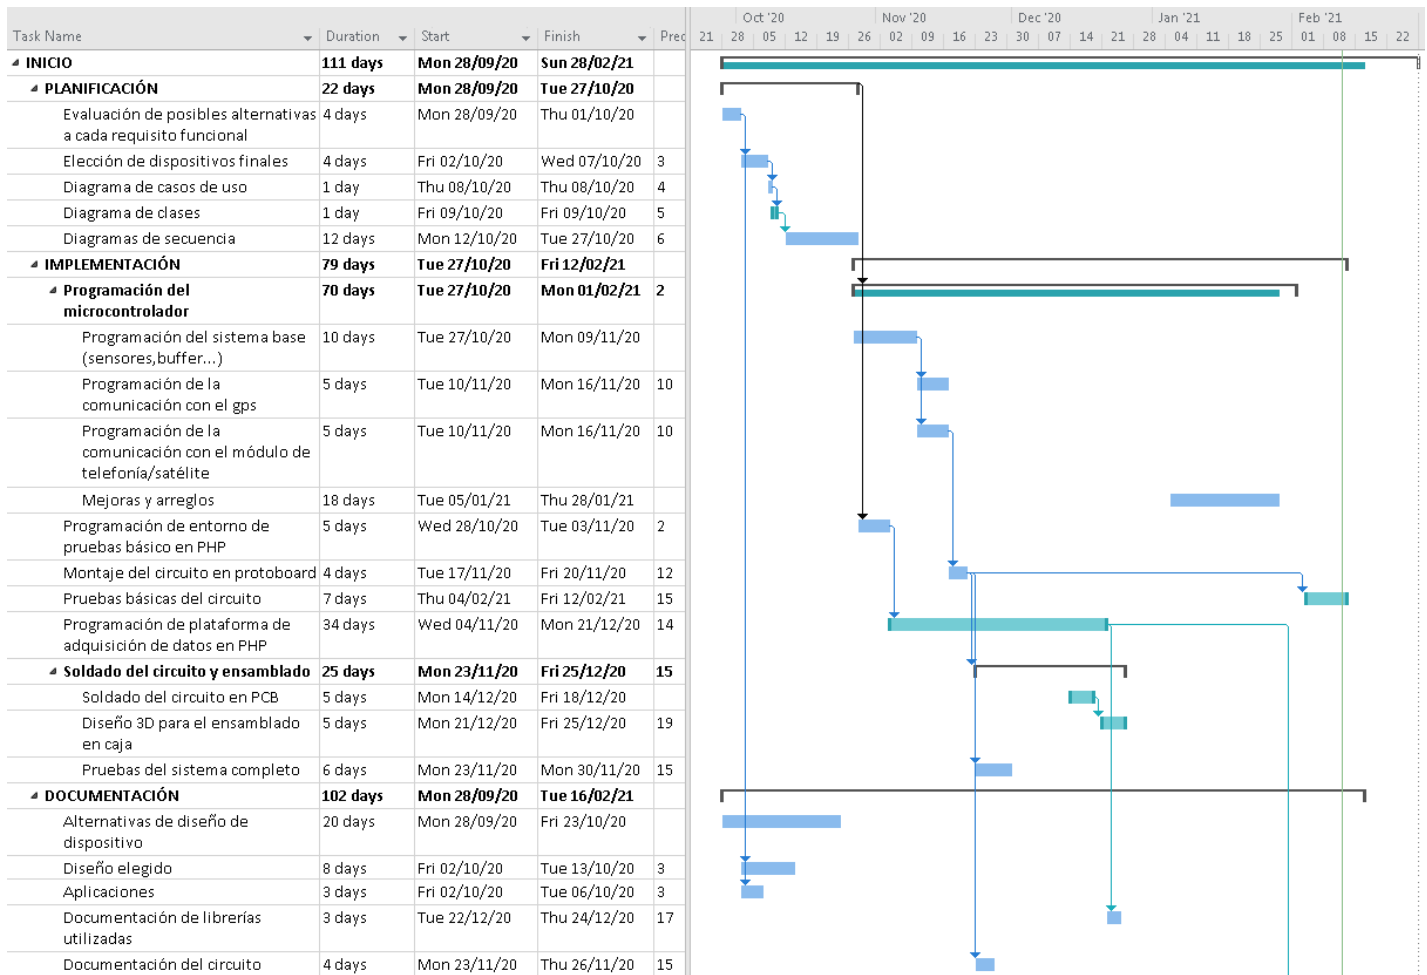 Oct '20 Nov '20 Dec '20 Jan '21 Feb '21
Task Name Duration Start Finish Pred 21 28 05 12 19 26 02 09 16 23 30 07 14 21 28 04 11 18 25 01 08 15 22
INICIO 111 days Mon 28/09/20 Sun 28/02/21
PLANIFICACIÓN 22 days Mon 28/09/20 Tue 27/10/20
Evaluación de posibles alternativas 4 days Mon 28/09/20 Thu 01/10/20
a cada requisito funcional
Elección de dispositivos finales 4 days Fri 02/10/20 Wed 07/10/20 3
Diagrama de casos de uso 1 day Thu 08/10/20 Thu 08/10/20 4
Diagrama de clases 1 day Fri 09/10/20 Fri 09/10/20 5
Diagramas de secuencia 12 days Mon 12/10/20 Tue 27/10/20 6
IMPLEMENTACIÓN 79 days Tue 27/10/20 Fri 12/02/21
Programación del 70 days Tue 27/10/20 Mon 01/02/21 2
microcontrolador
Programación del sistema base 10 days Tue 27/10/20 Mon 09/11/20
(sensores,buffer...)
Programación de la 5 days Tue 10/11/20 Mon 16/11/20 10
comunicación con el gps
Programación de la 5 days Tue 10/11/20 Mon 16/11/20 10
comunicación con el módulo de
telefonía/satélite
Mejoras y arreglos 18 days Tue 05/01/21 Thu 28/01/21
Programación de entorno de 5 days Wed 28/10/20 Tue 03/11/20 2
pruebas básico en PHP
Montaje del circuito en protoboard 4 days Tue 17/11/20 Fri 20/11/20 12
Pruebas básicas del circuito 7 days Thu 04/02/21 Fri 12/02/21 15
Programación de plataforma de 34 days Wed 04/11/20 Mon 21/12/20 14
adquisición de datos en PHP
Soldado del circuito y ensamblado 25 days Mon 23/11/20 Fri 25/12/20 15
Soldado del circuito en PCB 5 days Mon 14/12/20 Fri 18/12/20
Diseño 3D para el ensamblado 5 days Mon 21/12/20 Fri 25/12/20 19
en caja
Pruebas del sistema completo 6 days Mon 23/11/20 Mon 30/11/20 15
DOCUMENTACIÓN 102 days Mon 28/09/20 Tue 16/02/21
Alternativas de diseño de 20 days Mon 28/09/20 Fri 23/10/20
dispositivo
Diseño elegido 8 days Fri 02/10/20 Tue 13/10/20 3
Aplicaciones 3 days Fri 02/10/20 Tue 06/10/20 3
Documentación de librerías 3 days Tue 22/12/20 Thu 24/12/20 17
utilizadas
Documentación del circuito 4 days Mon 23/11/20 Thu 26/11/20 15